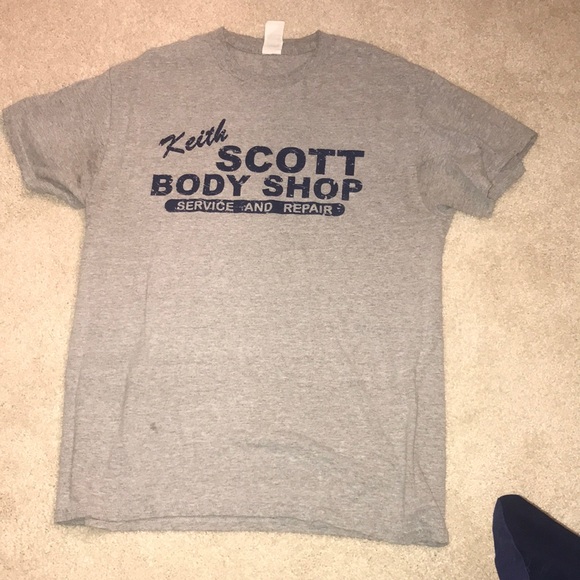 Keith
SCOTT
BODY SHOP
SERVICE AND REPAIR